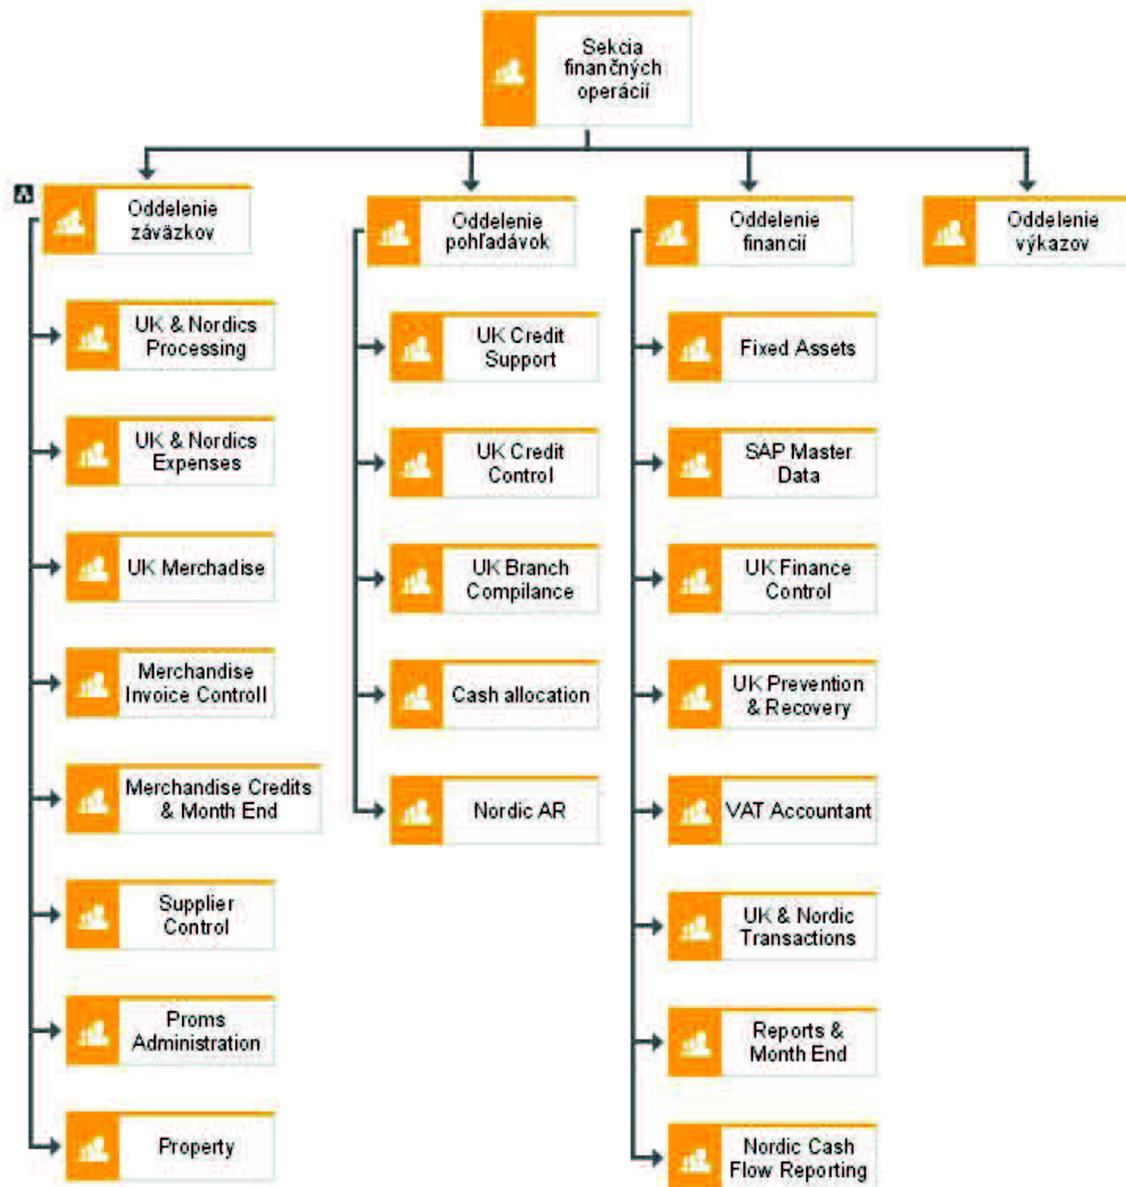 Sekcia
finančných
operácií
Oddelenie
záväzkov
Oddelenie
pohľadávok
Oddelenie
financií
Oddelenie
výkazov
UK & Nordics
Processing
UK & Nordics
Expenses
UK Merchadise
Merchandise
Invoice Controll
Merchandise Credits
& Month End
Supplier
Control
Proms
Administration
Property
UK Credit
Support
UK Credit
Control
UK Branch
Compilance
Cash allocation
Nordic AR
Fixed Assets
SAP Master
Data
UK Finance
Control
UK Prevention
& Recovery
VAT Accountant
UK & Nordic
Transactions
Reports &
Month End
Nordic Cash
Flow Reporting